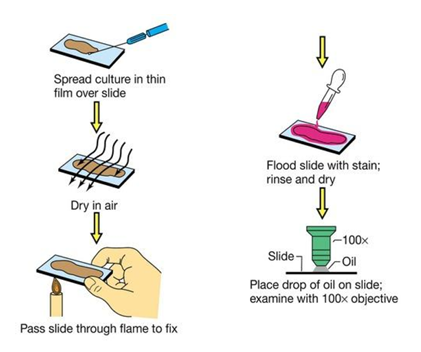 Spread culture in thin
film over slide
Dry in air
Pass slide through flame to fix
Flood slide with stain;
rinse and dry
100×
Slide
Oil
Place drop of oil on slide;
examine with 100× objective